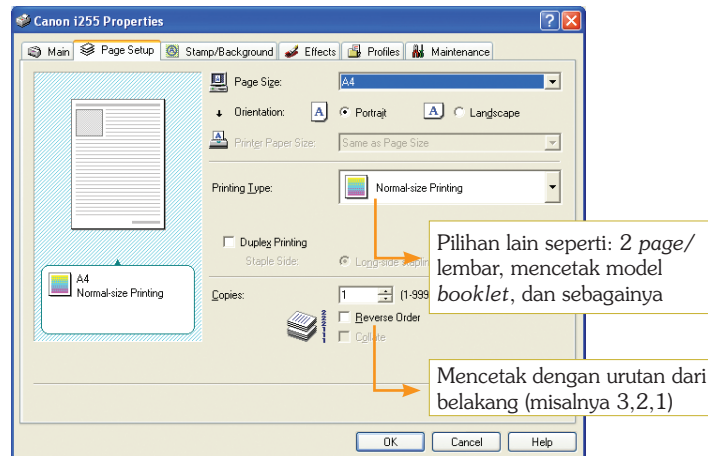 Canon i255 Properties
Main Page Setup Stamp/Background Effects Profiles Maintenance
Page Size: A4
Orientation: A Portrait A Landscape
Printer Paper Size: Same as Page Size
Printing Type: Normal-size Printing
Duplex Printing
Staple Side: Long-side
A4
Normal-size Printing
Copies: 1 (1-999
Reverse Order
Collate
Pilihan lain seperti: 2 page/
lembar, mencetak model
booklet, dan sebagainya
Mencetak dengan urutan dari
belakang (misalnya 3,2,1)
OK Cancel Help